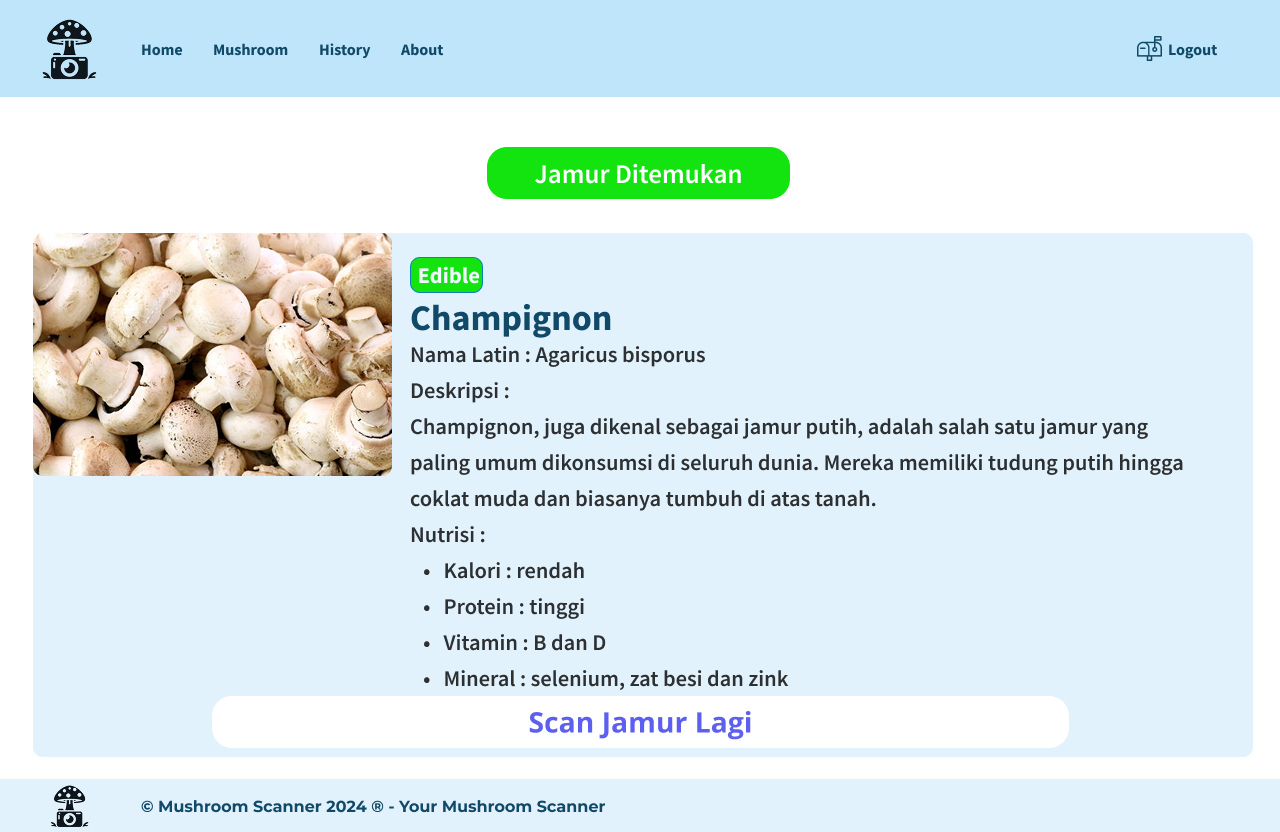 Home Mushroom History About Logout
Jamur Ditemukan
Edible
Champignon
Nama Latin : Agaricus bisporus
Deskripsi :
Champignon, juga dikenal sebagai jamur putih, adalah salah satu jamur yang
paling umum dikonsumsi di seluruh dunia. Mereka memiliki tudung putih hingga
coklat muda dan biasanya tumbuh di atas tanah.
Nutrisi :
• Kalori : rendah
• Protein : tinggi
• Vitamin : B dan D
• Mineral : selenium, zat besi dan zink
Scan Jamur Lagi
© Mushroom Scanner 2024 ® - Your Mushroom Scanner